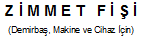 Z İ M M E T  F İ Ş İ
(Demirbaş, Makine ve Cihaz İçin)